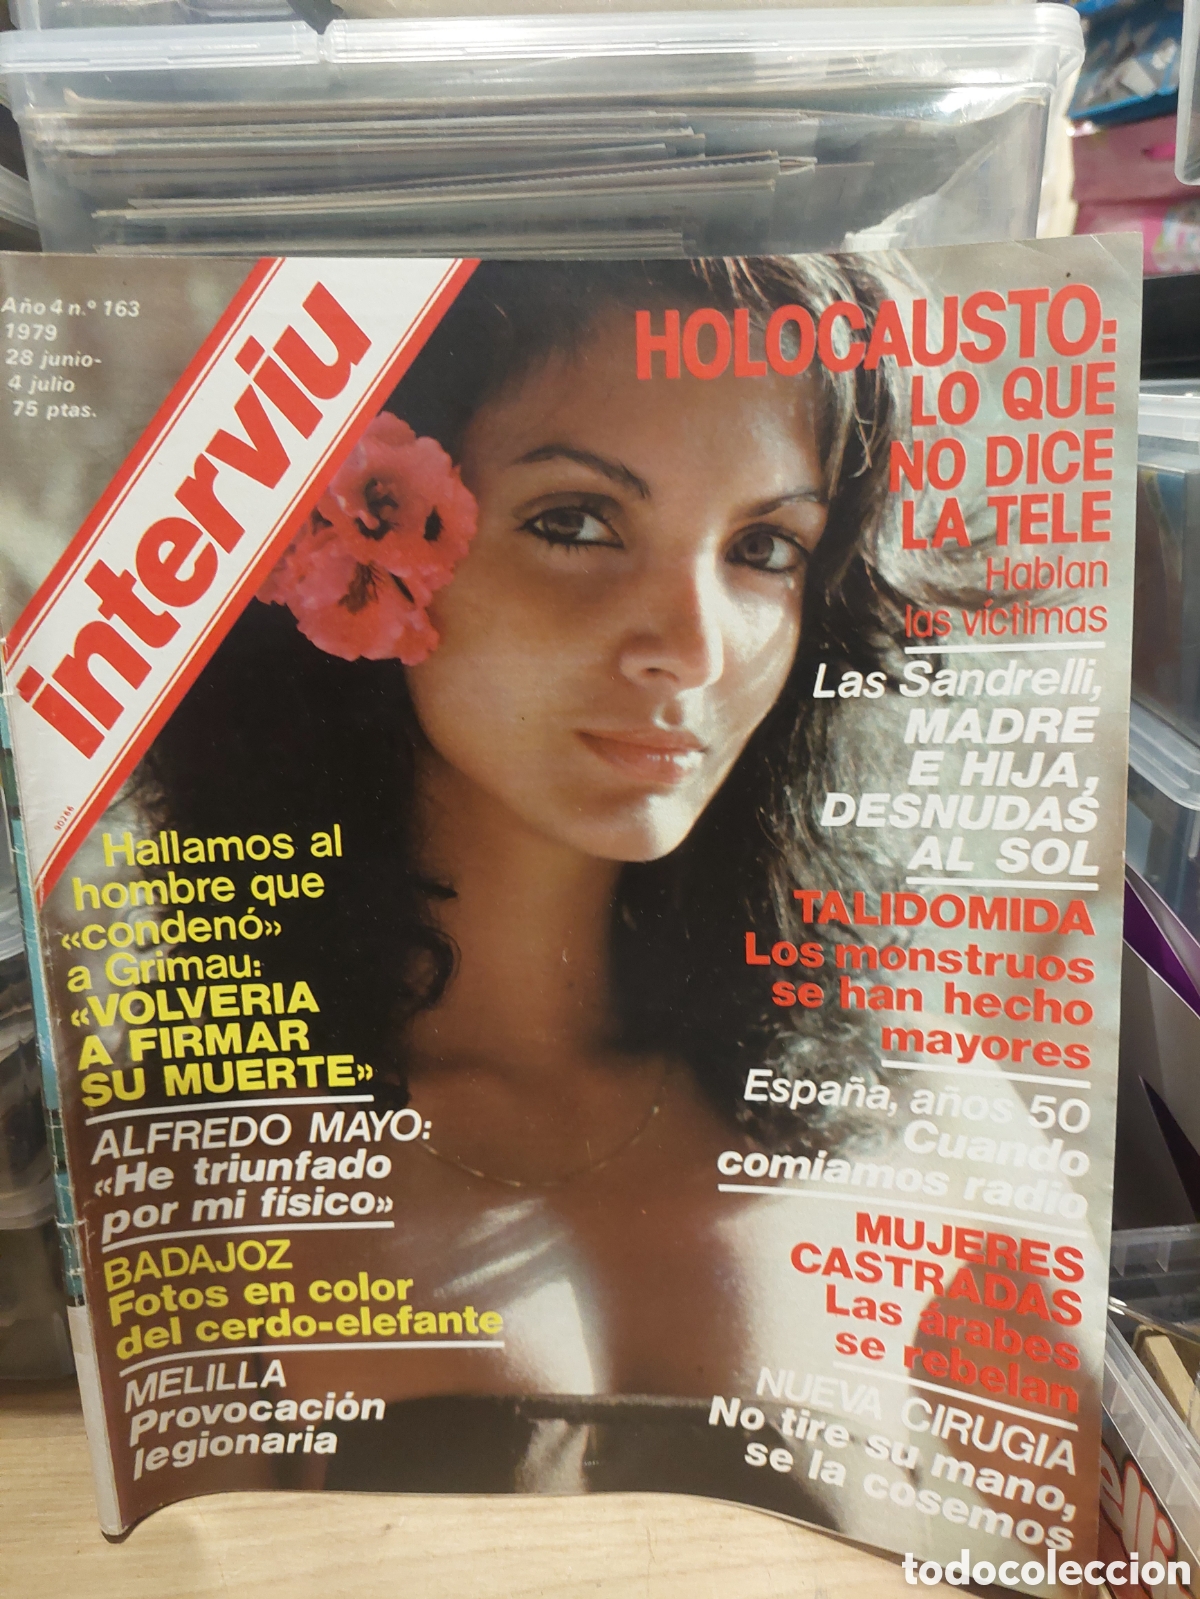 Año 4 n.º 163
1979
28 junio-
4 julio
75 ptas.
interviu
90286
HOLOCAUSTO:
LO QUE
NO DICE
LA TELE
Hablan
las víctimas
Las Sandrelli,
MADRE
E HIJA,
DESNUDAS
AL SOL
TALIDOMIDA
Los monstruos
se han hecho
mayores
España, años 50
Cuando
comíamos radio
MUJERES
CASTRADAS
Las árabes
se rebelan
NUEVA CIRUGIA
No tire su mano,
se la cosemos
Hallamos al
hombre que
«condenó»
a Grimau:
«VOLVERIA
A FIRMAR
SU MUERTE»
ALFREDO MAYO:
«He triunfado
por mi físico»
BADAJOZ
Fotos en color
del cerdo-elefante
MELILLA
Provocación
legionaria
todocoleccion